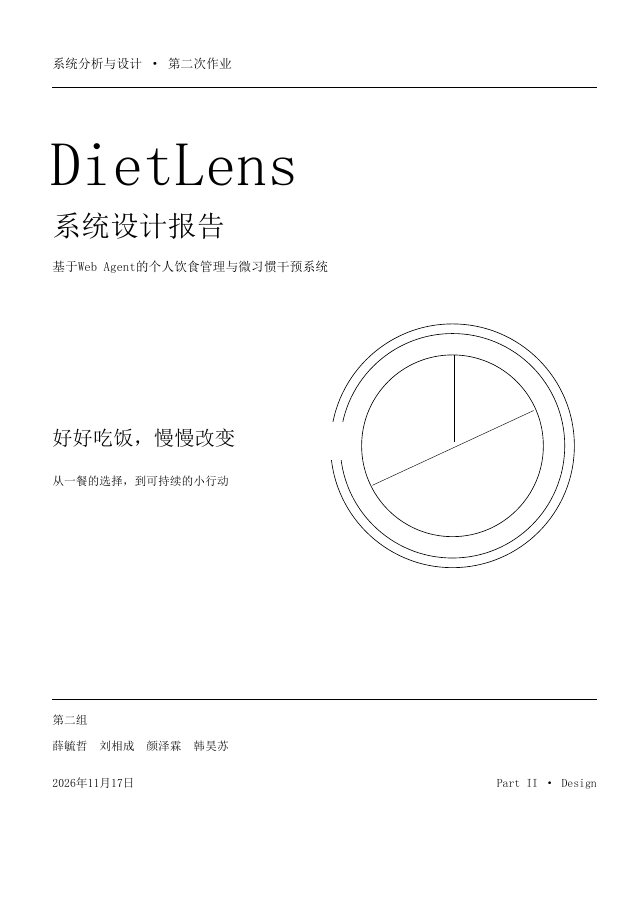 系统分析与设计 • 第二次作业
DietLens
系统设计报告
基于Web Agent的个人饮食管理与微习惯干预系统
好好吃饭，慢慢改变
从一餐的选择，到可持续的小行动
第二组
薛毓哲 刘相成 颜泽霖 韩昊苏
2026年11月17日
Part II • Design